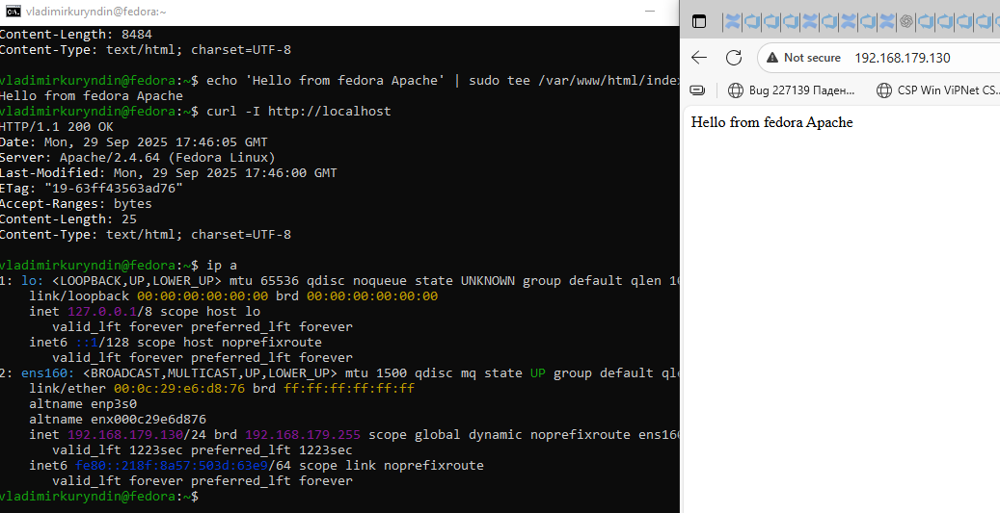 vladimirkuryndin@fedora:~
Content-Length: 8484
Content-Type: text/html; charset=UTF-8
vladimirkuryndin@fedora:~$ echo 'Hello from fedora Apache' | sudo tee /var/www/html/index
Hello from fedora Apache
vladimirkuryndin@fedora:~$ curl -I http://localhost
HTTP/1.1 200 OK
Date: Mon, 29 Sep 2025 17:46:05 GMT
Server: Apache/2.4.64 (Fedora Linux)
Last-Modified: Mon, 29 Sep 2025 17:46:00 GMT
ETag: "19-63ff43563ad76"
Accept-Ranges: bytes
Content-Length: 25
Content-Type: text/html; charset=UTF-8
vladimirkuryndin@fedora:~$ ip a
1: lo: <LOOPBACK,UP,LOWER_UP> mtu 65536 qdisc noqueue state UNKNOWN group default qlen 10
link/loopback 00:00:00:00:00:00 brd 00:00:00:00:00:00
inet 127.0.0.1/8 scope host lo
valid_lft forever preferred_lft forever
inet6 ::1/128 scope host noprefixroute
valid_lft forever preferred_lft forever
2: ens160: <BROADCAST,MULTICAST,UP,LOWER_UP> mtu 1500 qdisc mq state UP group default qle
link/ether 00:0c:29:e6:d8:76 brd ff:ff:ff:ff:ff:ff
altname enp3s0
altname enx000c29e6d876
inet 192.168.179.130/24 brd 192.168.179.255 scope global dynamic noprefixroute ens160
valid_lft 1223sec preferred_lft 1223sec
inet6 fe80::218f:8a57:503d:63e9/64 scope link noprefixroute
valid_lft forever preferred_lft forever
vladimirkuryndin@fedora:~$
Not secure 192.168.179.130
Bug 227139 Паден... CSP Win ViPNet CS...
Hello from fedora Apache